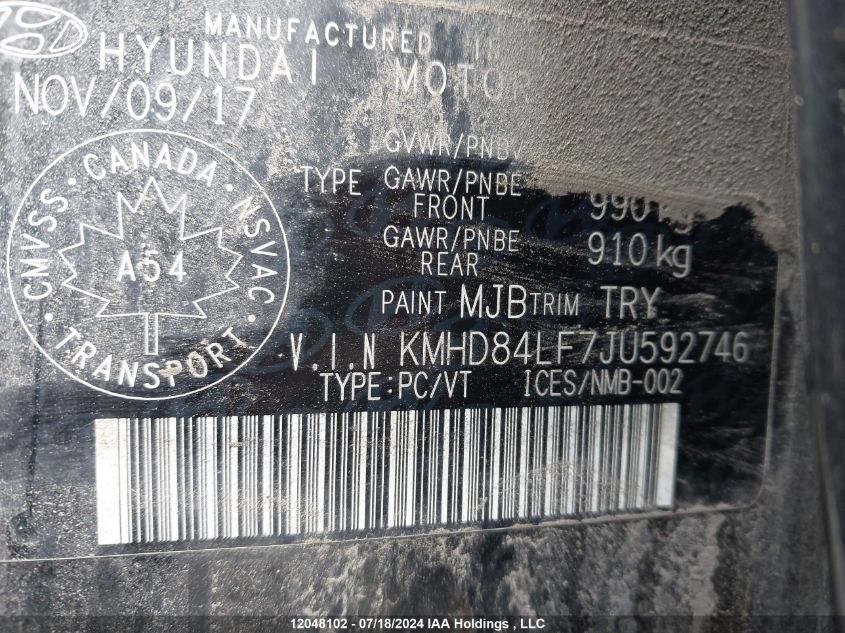 MANUFACTURED
HYUNDAI MOTOR
NOV/09/17
CMVSS · CANADA · NSVAC
A54
TRANSPORT
GVWR/PNBV
TYPE GAWR/PNBE FRONT 990
GAWR/PNBE REAR 910 kg
PAINT MJB TRIM TRY
V.I.N KMHD84LF7JU592746
TYPE:PC/VT ICES/NMB-002
12048102 - 07/18/2024 IAA Holdings , LLC